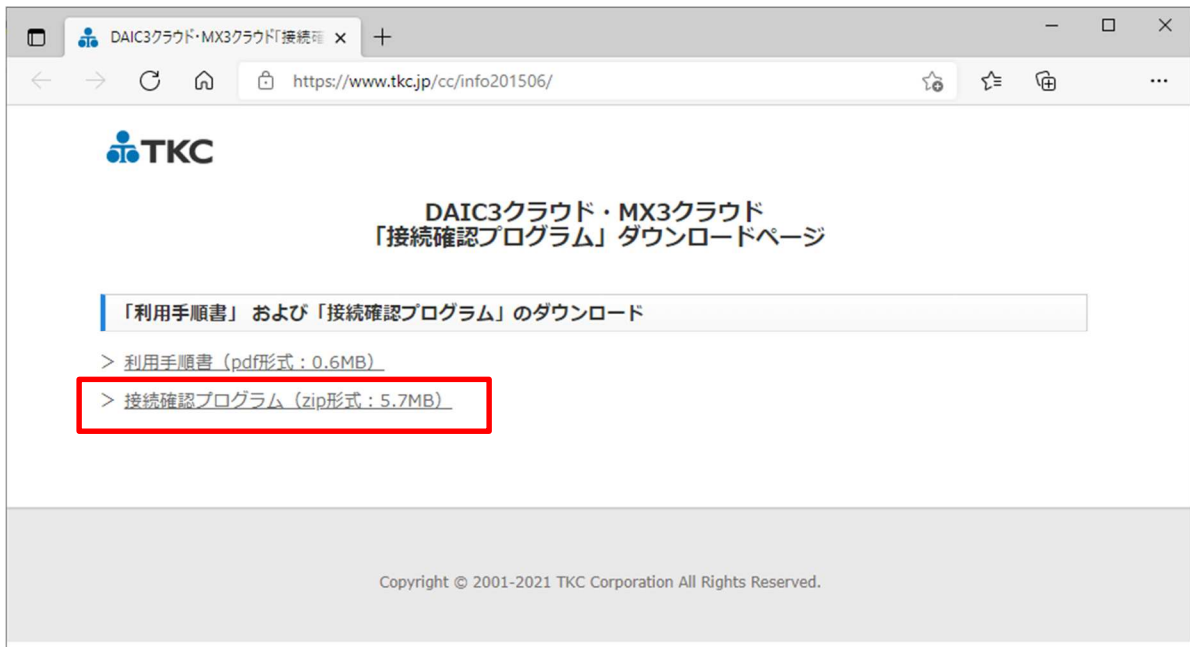 DAIC3クラウド・MX3クラウド「接続確
https://www.tkc.jp/cc/info201506/
TKC
DAIC3クラウド・MX3クラウド
「接続確認プログラム」ダウンロードページ
「利用手順書」 および「接続確認プログラム」のダウンロード
> 利用手順書（pdf形式：0.6MB）
> 接続確認プログラム（zip形式：5.7MB）
Copyright © 2001-2021 TKC Corporation All Rights Reserved.